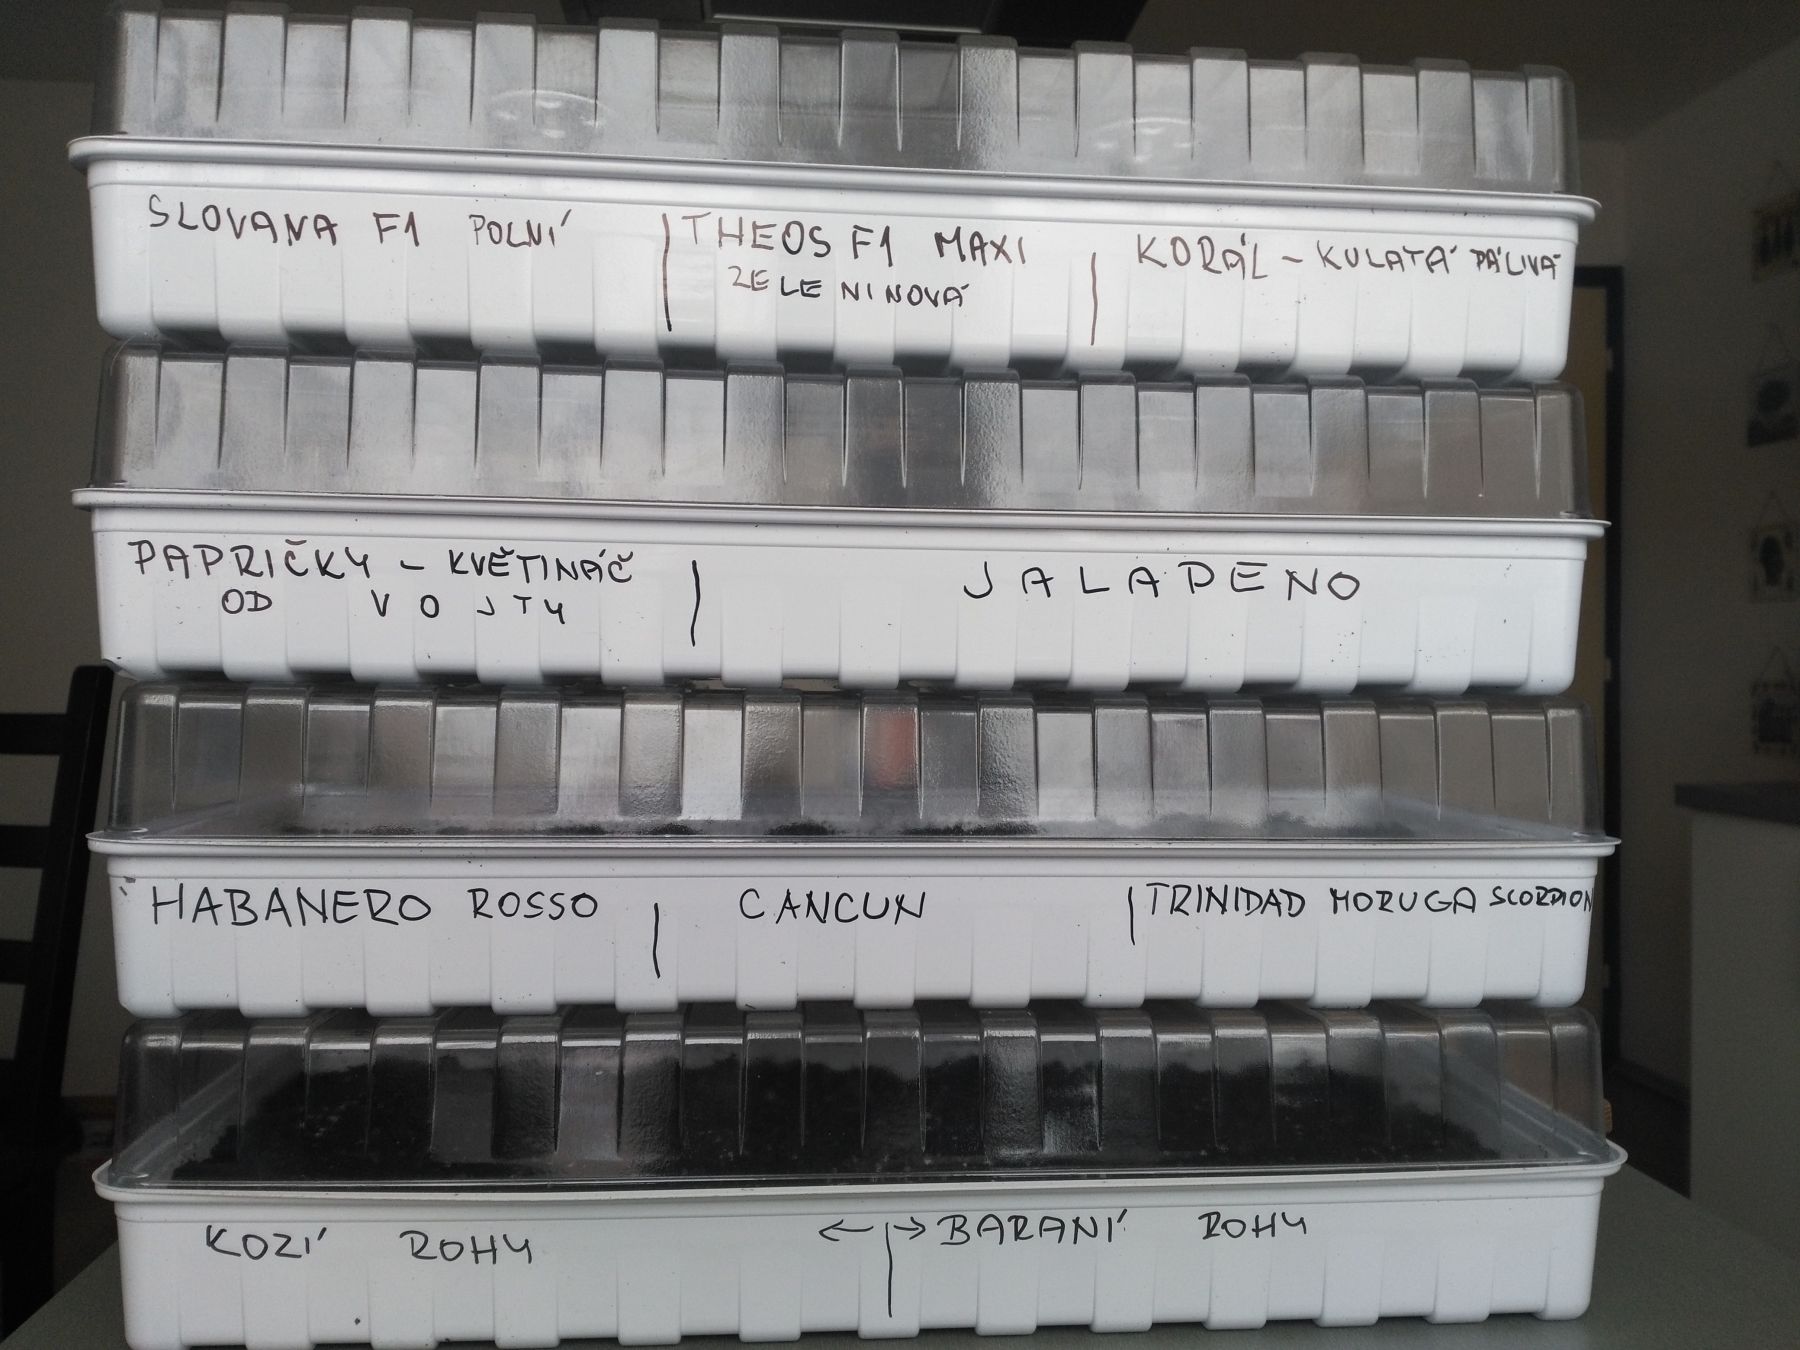 SLOVANA F1 POLNÍ | THEOS F1 MAXI | KORÁL - KULATÁ PÁLIVÁ
ZELENINOVÁ
PAPRIČKY - KVĚTINÁČ | JALAPENO
OD VOJTY
HABANERO ROSSO | CANCUN | TRINIDAD MORUGA SCORPION
KOZÍ ROHY ← | → BARANÍ ROHY